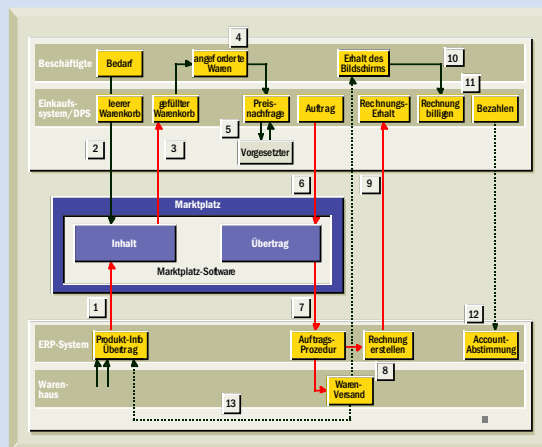 4
Beschäftigte
Bedarf
angeforderte
Waren
Erhalt des
Bildschirms
10
11
Einkaufs-
system/DPS
leerer
Warenkorb
gefüllter
Warenkorb
Preis-
nachfrage
Auftrag
Rechnungs-
Erhalt
Rechnung
billigen
Bezahlen
5
2
3
Vorgesetzter
6
9
Marktplatz
Inhalt
Übertrag
Marktplatz-Software
1
7
12
ERP-System
Produkt-Info
Übertrag
Auftrags-
Prozedur
Rechnung
erstellen
Account-
Abstimmung
8
Waren-
haus
Waren-
Versand
13